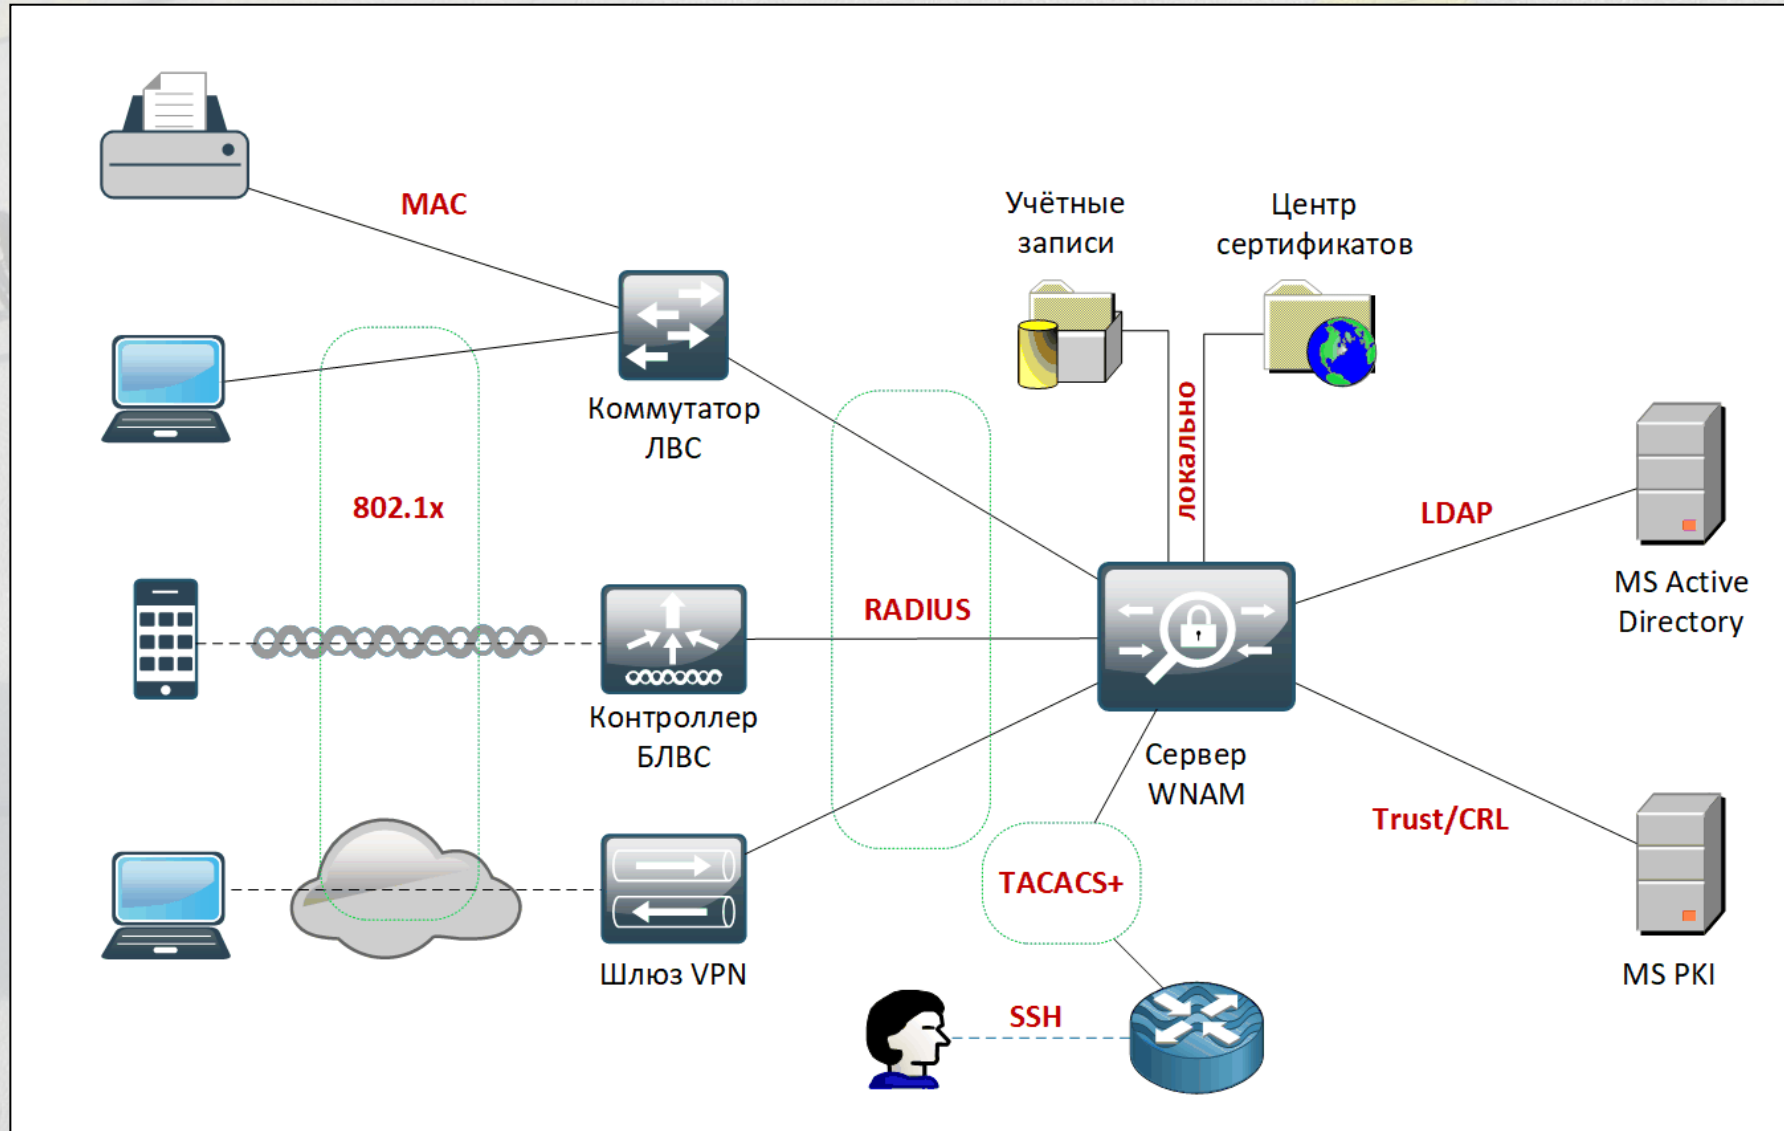 MAC
Учётные
записи
Центр
сертификатов
Коммутатор
ЛВС
локально
802.1x
LDAP
MS Active
Directory
RADIUS
Контроллер
БЛВС
Сервер
WNAM
Trust/CRL
TACACS+
Шлюз VPN
MS PKI
SSH